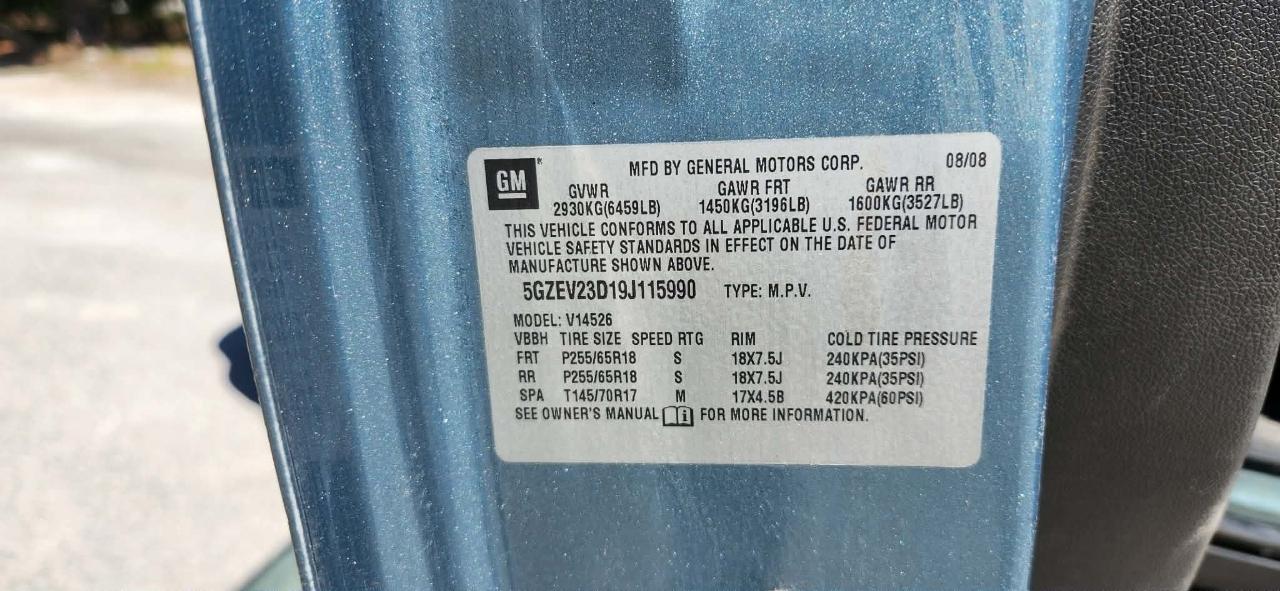 GM
MFD BY GENERAL MOTORS CORP. 08/08
GVWR GAWR FRT GAWR RR
2930KG(6459LB) 1450KG(3196LB) 1600KG(3527LB)
THIS VEHICLE CONFORMS TO ALL APPLICABLE U.S. FEDERAL MOTOR
VEHICLE SAFETY STANDARDS IN EFFECT ON THE DATE OF
MANUFACTURE SHOWN ABOVE.
5GZEV23D19J115990 TYPE: M.P.V.
MODEL: V14526
VBBH TIRE SIZE SPEED RTG RIM COLD TIRE PRESSURE
FRT P255/65R18 S 18X7.5J 240KPA(35PSI)
RR P255/65R18 S 18X7.5J 240KPA(35PSI)
SPA T145/70R17 M 17X4.5B 420KPA(60PSI)
SEE OWNER'S MANUAL i FOR MORE INFORMATION.